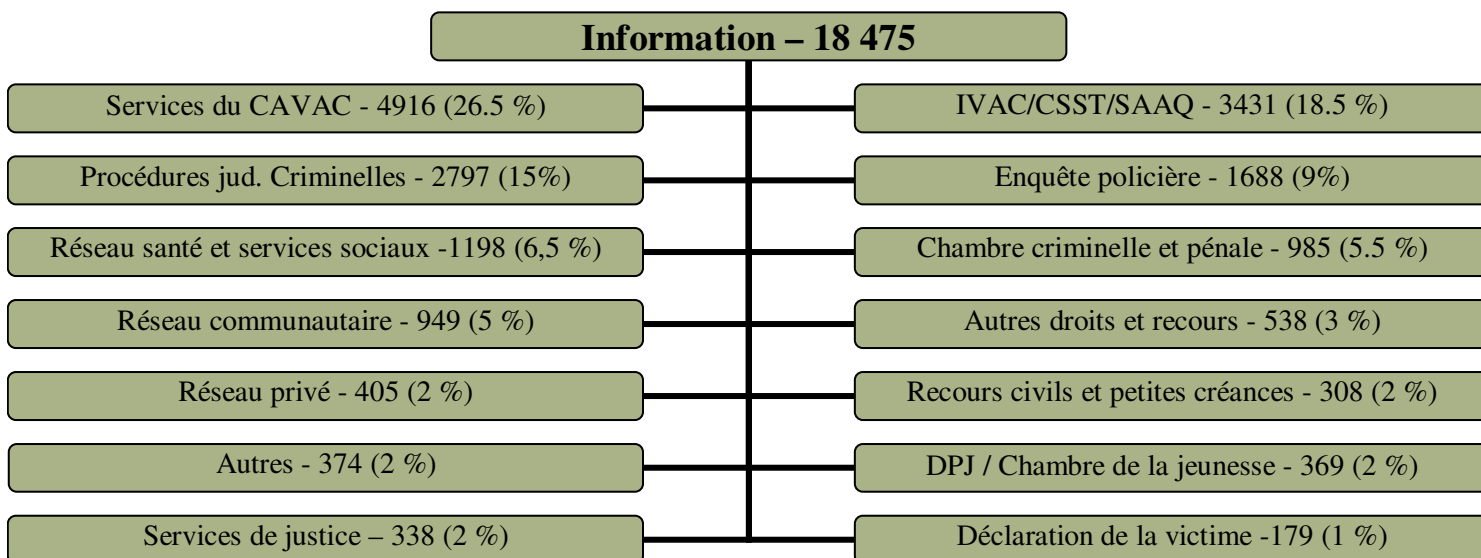 Information – 18 475
Services du CAVAC - 4916 (26.5 %)
IVAC/CSST/SAAQ - 3431 (18.5 %)
Procédures jud. Criminelles - 2797 (15%)
Enquête policière - 1688 (9%)
Réseau santé et services sociaux -1198 (6,5 %)
Chambre criminelle et pénale - 985 (5.5 %)
Réseau communautaire - 949 (5 %)
Autres droits et recours - 538 (3 %)
Réseau privé - 405 (2 %)
Recours civils et petites créances - 308 (2 %)
Autres - 374 (2 %)
DPJ / Chambre de la jeunesse - 369 (2 %)
Services de justice – 338 (2 %)
Déclaration de la victime -179 (1 %)